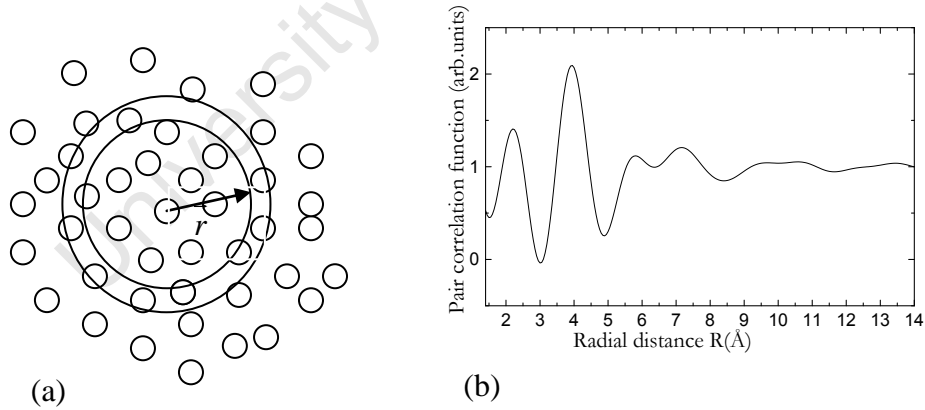 University
r
(a)
Pair correlation function (arb.units)
2
1
0
2 3 4 5 6 7 8 9 10 11 12 13 14
Radial distance R(Å)
(b)